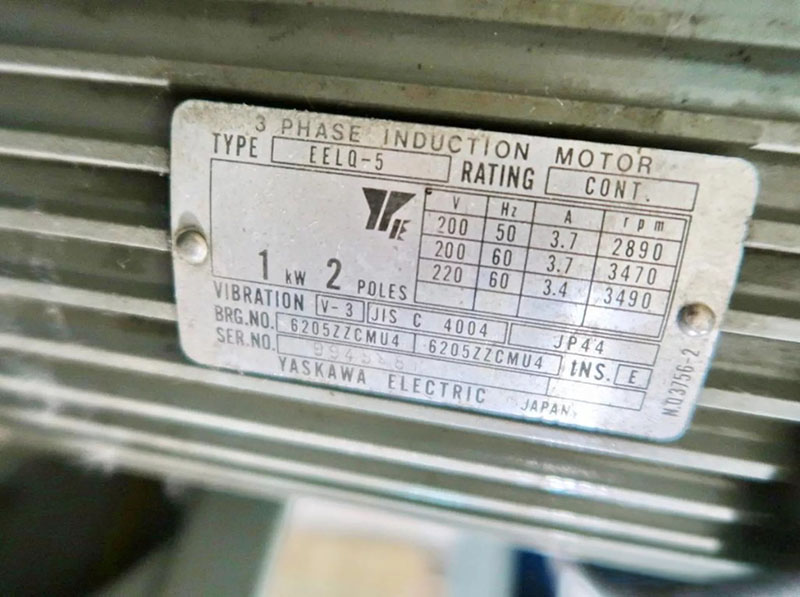 3 PHASE INDUCTION MOTOR
TYPE EELQ-5 RATING CONT.
V Hz A rpm
200 50 3.7 2890
200 60 3.7 3470
220 60 3.4 3490
1 kW 2 POLES
VIBRATION V-3 JIS C 4004 JP44
BRG.NO. 6205ZZCMU4 6205ZZCMU4 INS. E
SER.NO.
YASKAWA ELECTRIC JAPAN